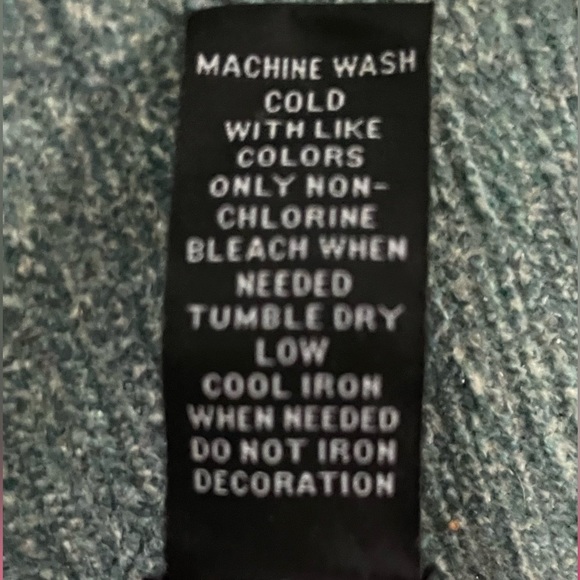 MACHINE WASH
COLD
WITH LIKE
COLORS
ONLY NON-
CHLORINE
BLEACH WHEN
NEEDED
TUMBLE DRY
LOW
COOL IRON
WHEN NEEDED
DO NOT IRON
DECORATION